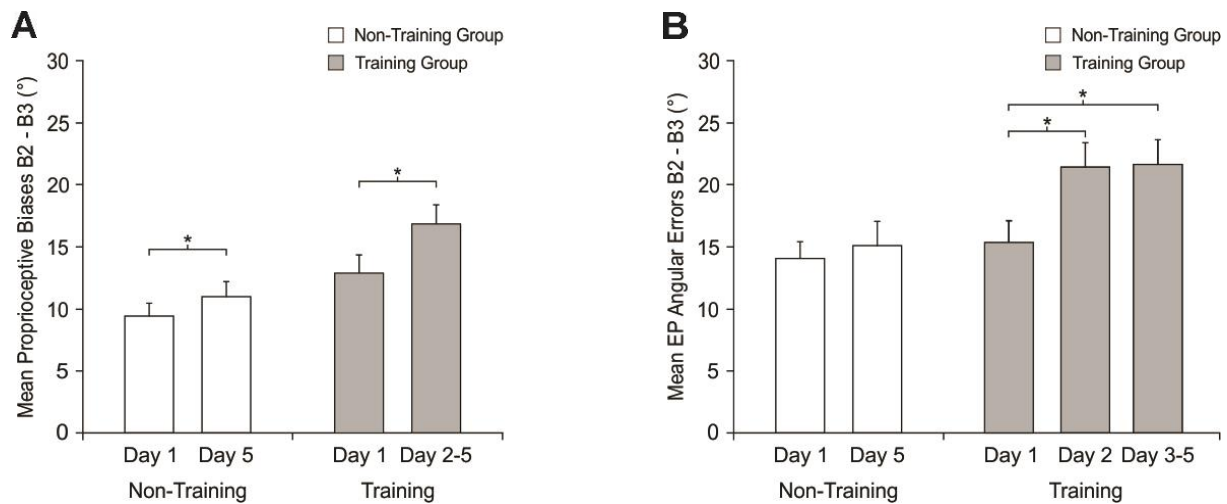 A
Non-Training Group
Training Group
Mean Proprioceptive Biases B2 - B3 (°)
30
25
20
15
10
5
0
*
*
Day 1 Day 5 Day 1 Day 2-5
Non-Training Training
B
Non-Training Group
Training Group
Mean EP Angular Errors B2 - B3 (°)
30
25
20
15
10
5
0
*
*
Day 1 Day 5 Day 1 Day 2 Day 3-5
Non-Training Training